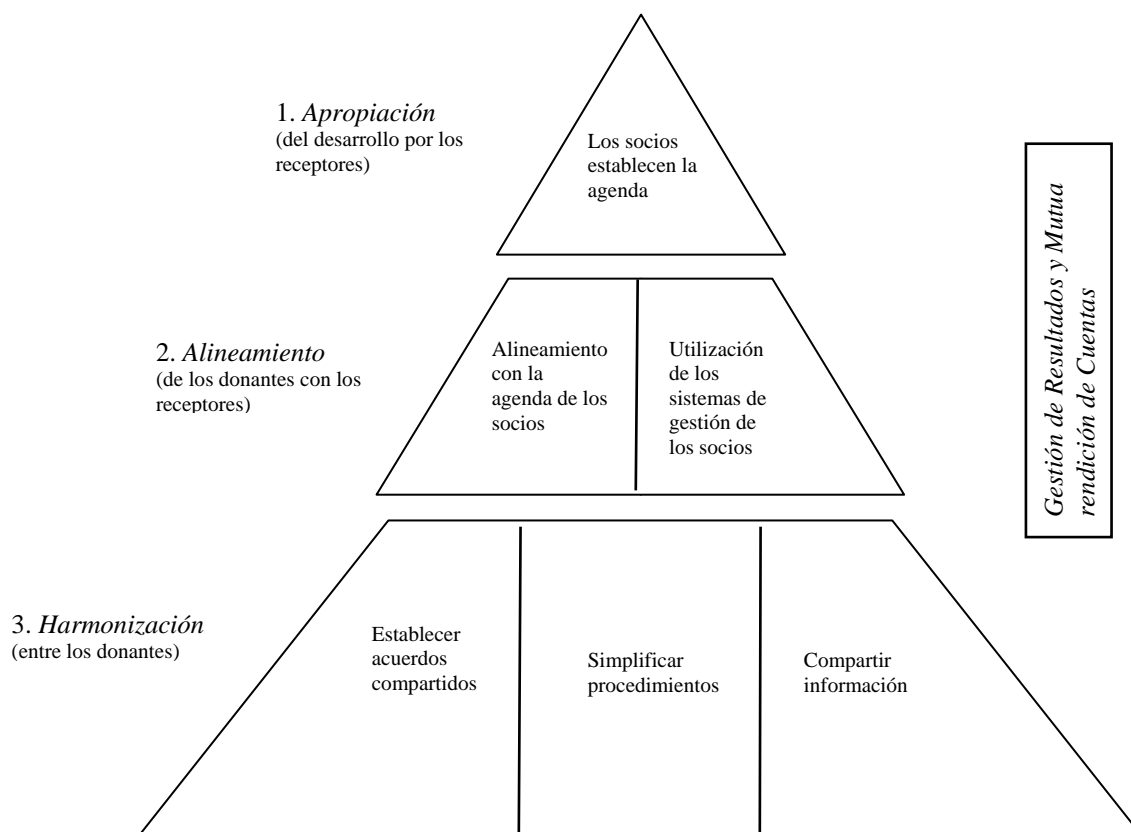 1. Apropiación
(del desarrollo por los
receptores)
Los socios
establecen la
agenda
2. Alineamiento
(de los donantes con los
receptores)
Alineamiento
con la
agenda de los
socios
Utilización
de los
sistemas de
gestión de
los socios
3. Harmonización
(entre los donantes)
Establecer
acuerdos
compartidos
Simplificar
procedimientos
Compartir
información
Gestión de Resultados y Mutua
rendición de Cuentas